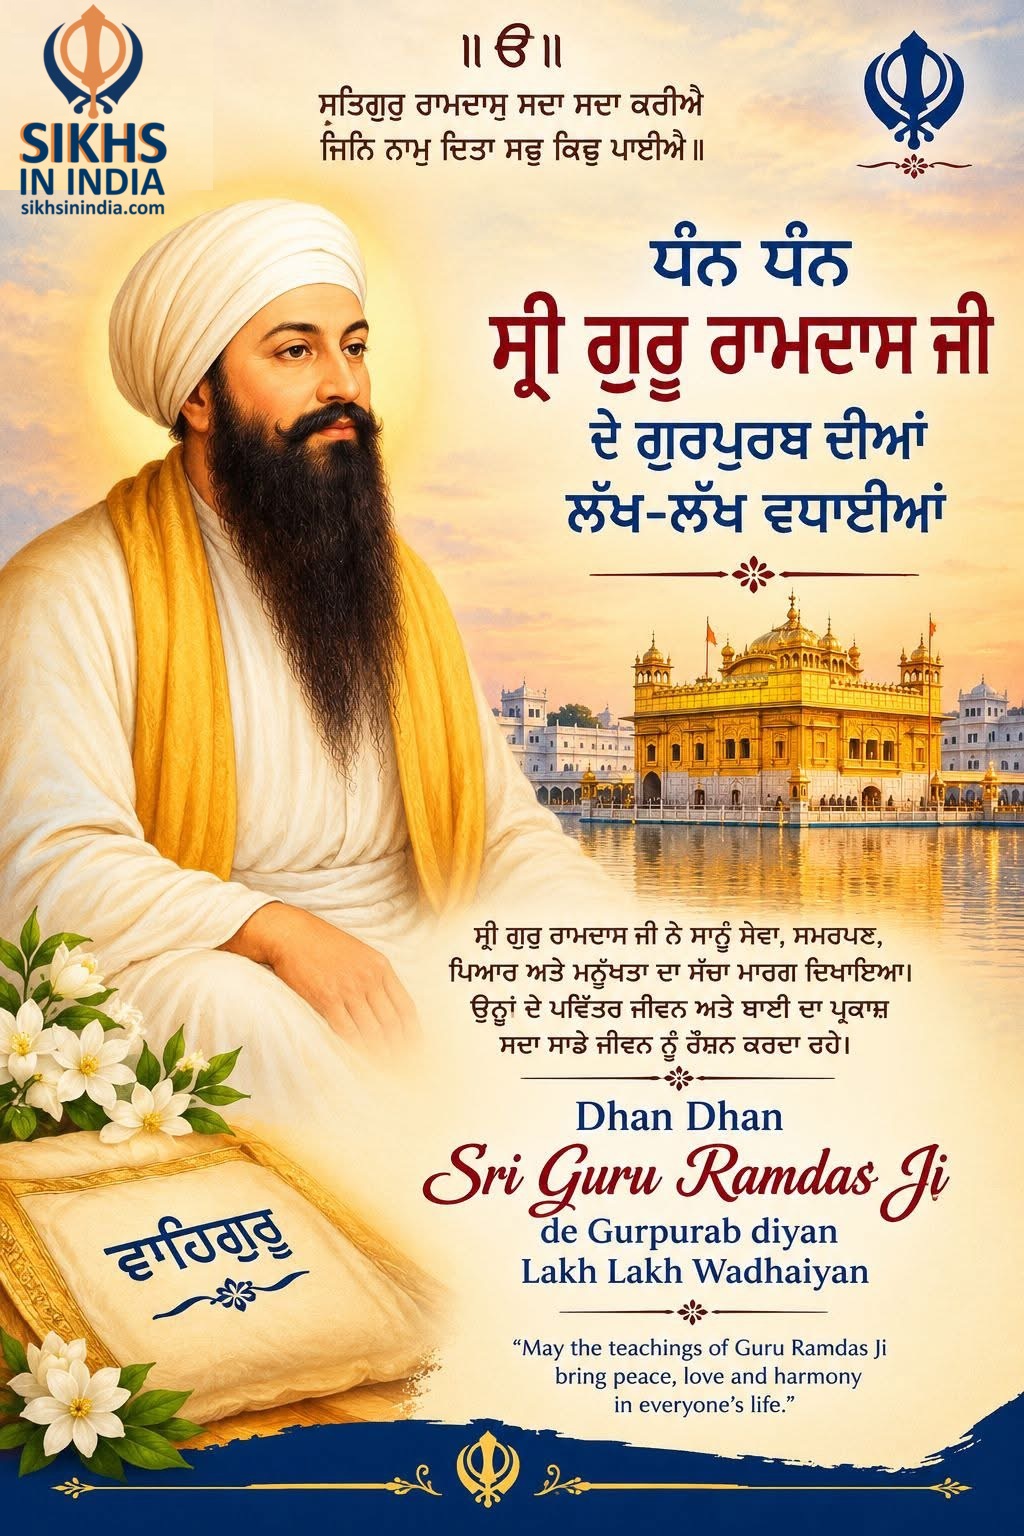 SIKHS
IN INDIA
sikhsinindia.com
॥ ੴ ॥
ਸਤਿਗੁਰੁ ਰਾਮਦਾਸੁ ਸਦਾ ਸਦਾ ਕਰੀਐ
ਜਿਨਿ ਨਾਮੁ ਦਿਤਾ ਸਭੁ ਕਿਛੁ ਪਾਈਐ॥
ਧੰਨ ਧੰਨ
ਸ੍ਰੀ ਗੁਰੂ ਰਾਮਦਾਸ ਜੀ
ਦੇ ਗੁਰਪੁਰਬ ਦੀਆਂ
ਲੱਖ-ਲੱਖ ਵਧਾਈਆਂ
ਸ੍ਰੀ ਗੁਰੁ ਰਾਮਦਾਸ ਜੀ ਨੇ ਸਾਨੂੰ ਸੇਵਾ, ਸਮਰਪਣ,
ਪਿਆਰ ਅਤੇ ਮਨੁੱਖਤਾ ਦਾ ਸੱਚਾ ਮਾਰਗ ਦਿਖਾਇਆ।
ਉਨ੍ਹਾਂ ਦੇ ਪਵਿੱਤਰ ਜੀਵਨ ਅਤੇ ਬਾਣੀ ਦਾ ਪ੍ਰਕਾਸ਼
ਸਦਾ ਸਾਡੇ ਜੀਵਨ ਨੂੰ ਰੌਸ਼ਨ ਕਰਦਾ ਰਹੇ।
Dhan Dhan
Sri Guru Ramdas Ji
de Gurpurab diyan
Lakh Lakh Wadhaiyan
"May the teachings of Guru Ramdas Ji
bring peace, love and harmony
in everyone's life."
ਵਾਹਿਗੁਰੂ